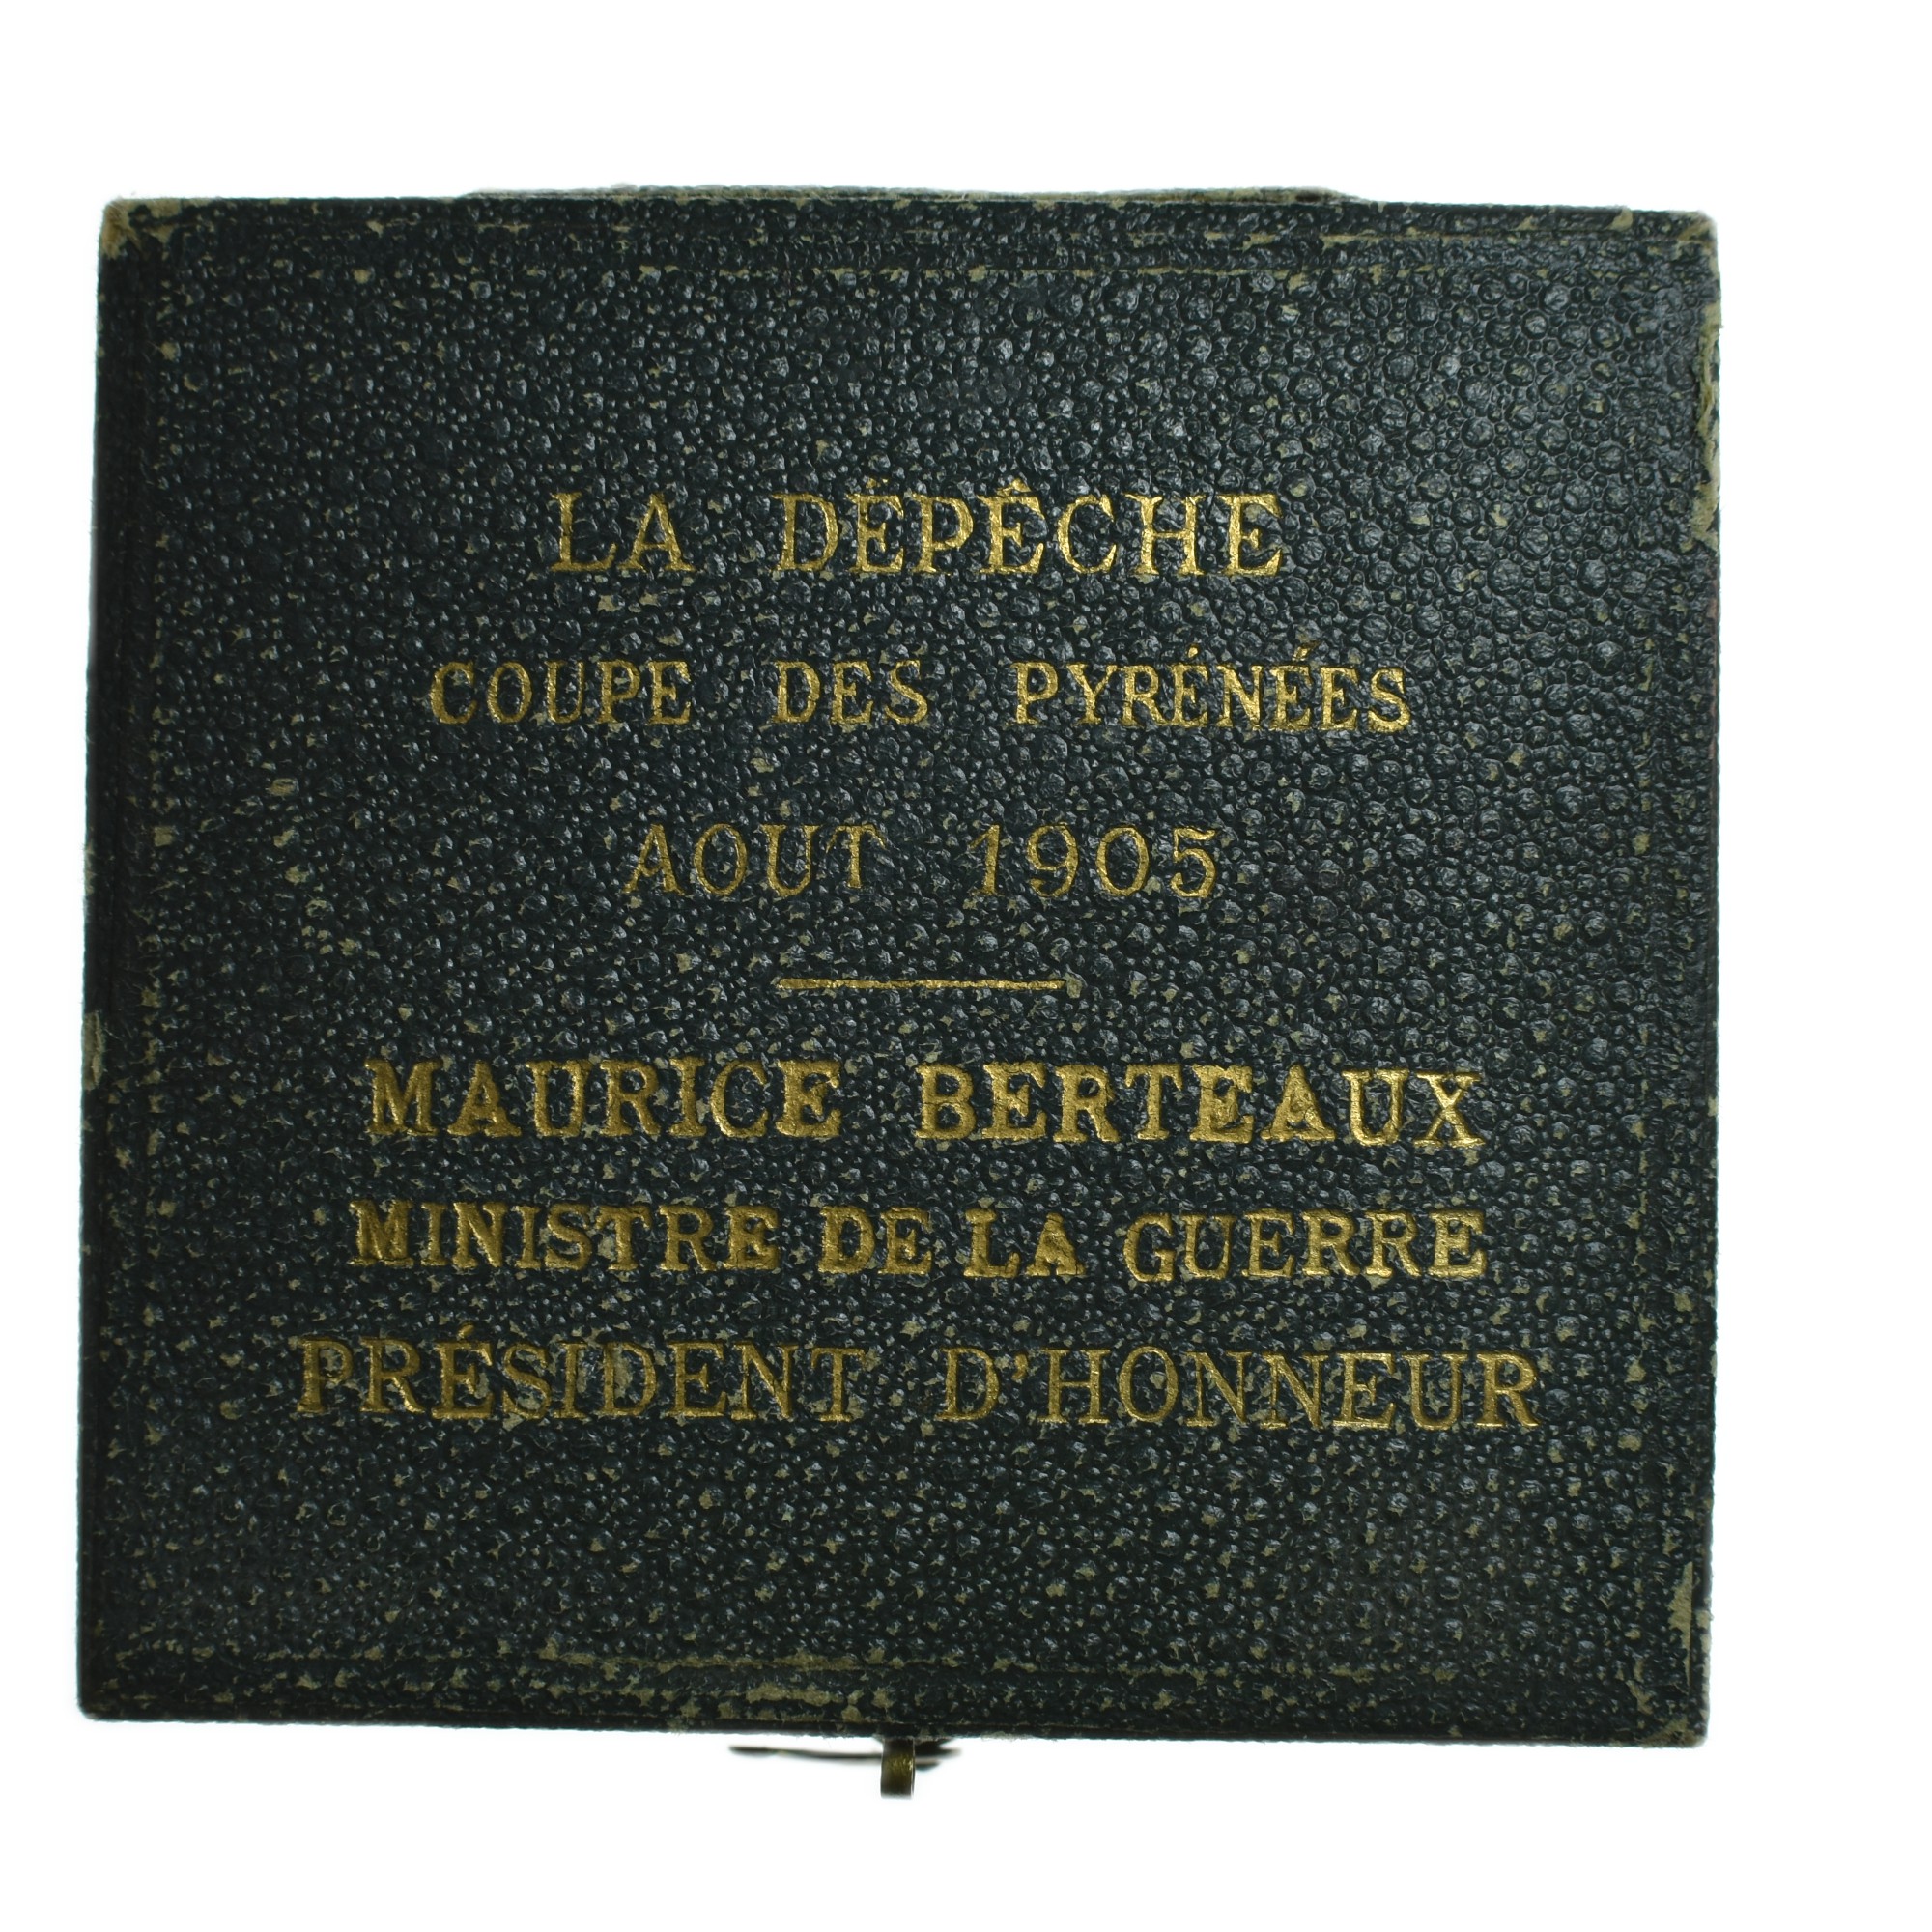 LA DÉPÊCHE
COUPE DES PYRÉNÉES
AOUT 1905
MAURICE BERTEAUX
MINISTRE DE LA GUERRE
PRÉSIDENT D'HONNEUR